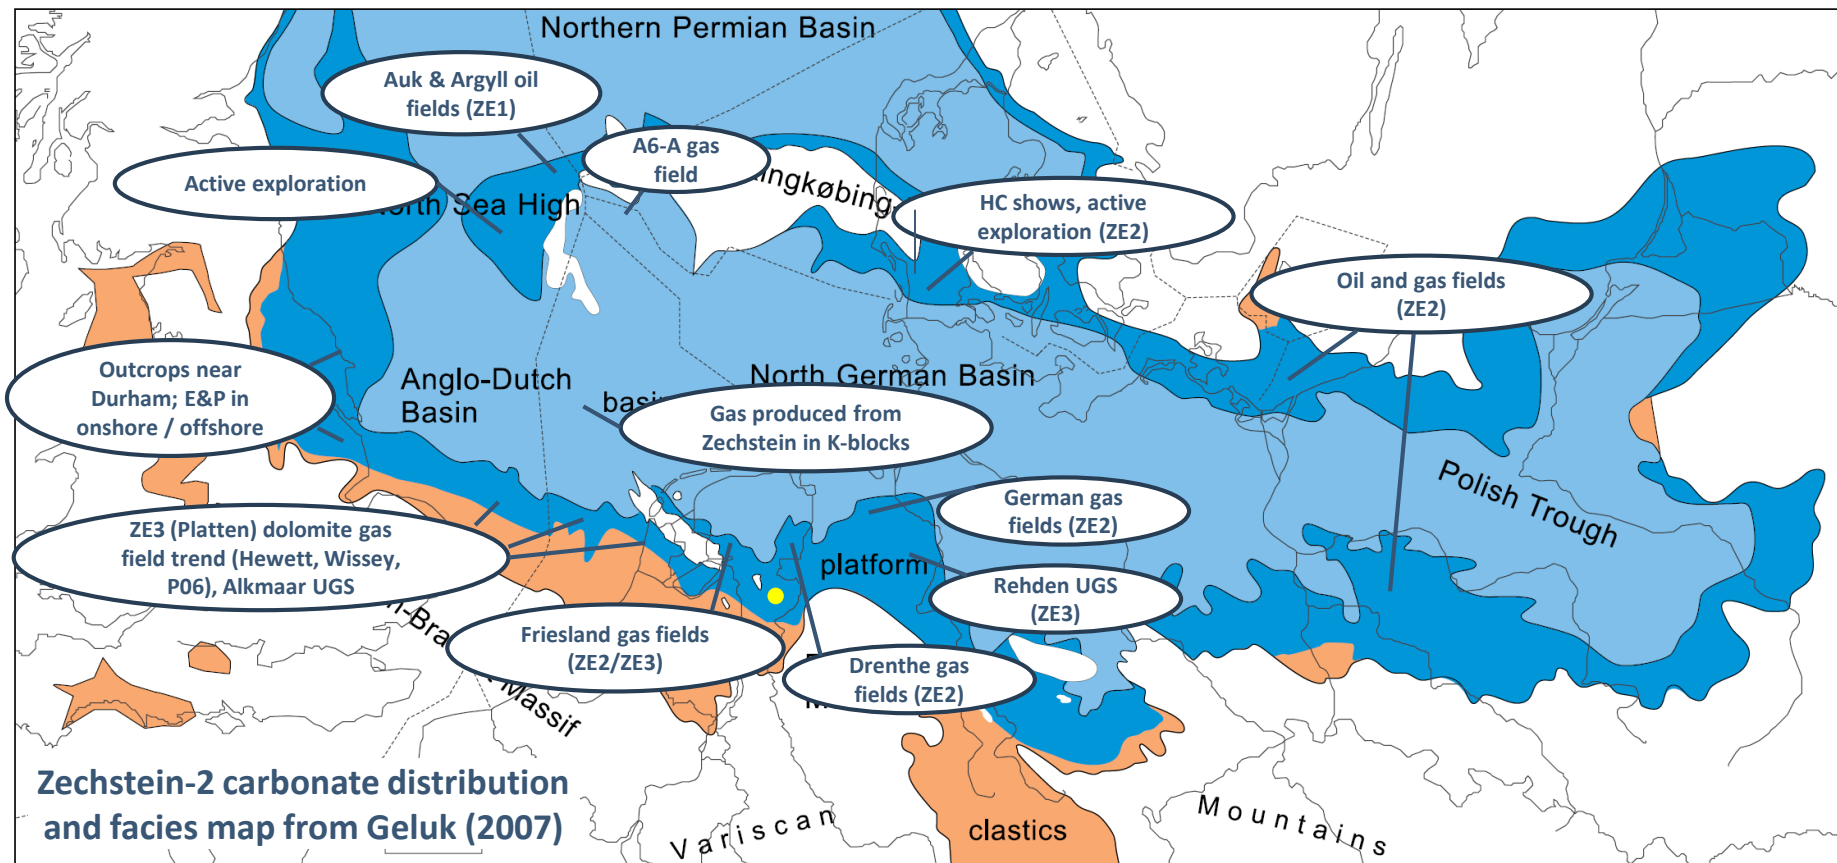 Northern Permian Basin
Auk & Argyll oil
fields (ZE1)
A6-A gas
field
Active exploration
North Sea High
ingkøbing
HC shows, active
exploration (ZE2)
Oil and gas fields
(ZE2)
Outcrops near
Durham; E&P in
onshore / offshore
Anglo-Dutch
Basin
North German Basin
basin
Gas produced from
Zechstein in K-blocks
Polish Trough
German gas
fields (ZE2)
ZE3 (Platten) dolomite gas
field trend (Hewett, Wissey,
P06), Alkmaar UGS
platform
Rehden UGS
(ZE3)
Friesland gas fields
(ZE2/ZE3)
Drenthe gas
fields (ZE2)
Massif
Zechstein-2 carbonate distribution
and facies map from Geluk (2007)
Variscan
clastics
Mountains